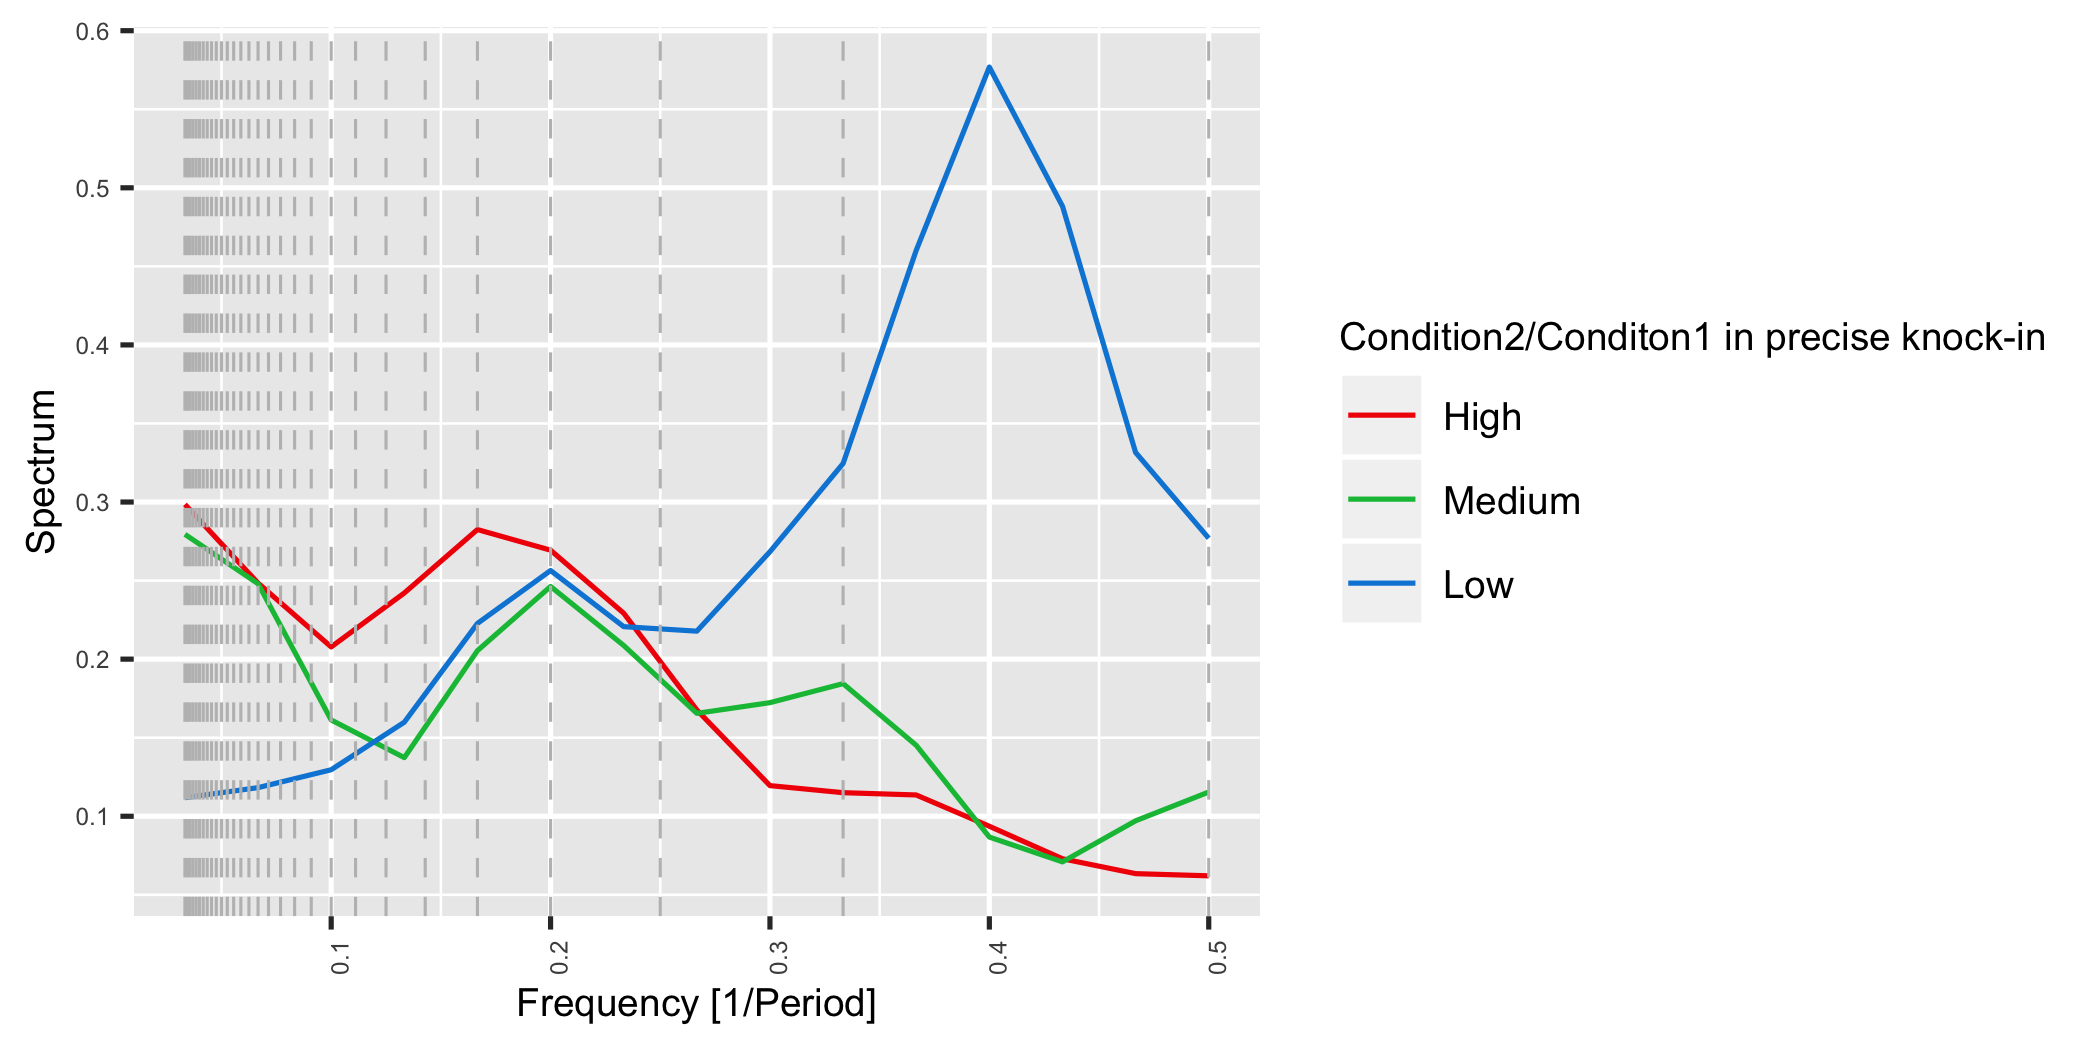 0.6
0.5
0.4
0.3
0.2
0.1
Spectrum
0.1
0.2
0.3
0.4
0.5
Frequency [1/Period]
Condition2/Conditon1 in precise knock-in
High
Medium
Low